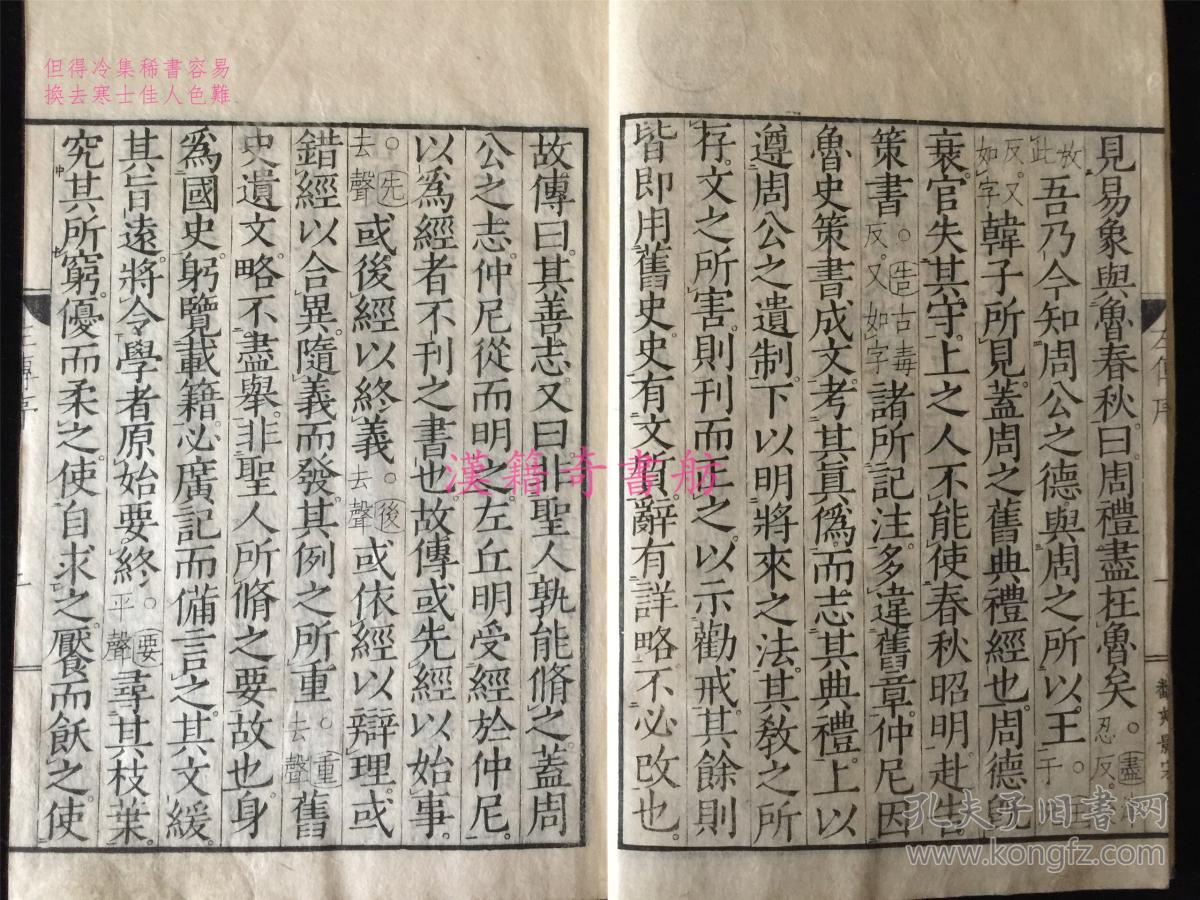 但得冷集稀書容易
換去寒士佳人色難
見易象與魯春秋曰周禮盡在魯矣。盡忍反。
故此吾乃今知周公之德與周之所以王。于
反。又如字韓子所見蓋周之舊典禮經也周德既
衰官失其守上之人不能使春秋昭明赴告
策書。告古毒反。又如字諸所記注多違舊章仲尼因
魯史策書成文考其真偽而志其典禮上以
遵周公之遺制下以明將來之法其教之所
存文之所害則刊而正之以示勸戒其餘則
皆即用舊史史有文質辭有詳略不必改也
故傳曰其善志又曰非聖人孰能脩之蓋周
公之志仲尼從而明之左丘明受經於仲尼
以為經者不刊之書也故傳或先經以始事
。先去聲或後經以終義。後去聲或依經以辯理或
錯經以合異隨義而發其例之所重。重去聲舊
史遺文略不盡舉非聖人所脩之要故也身
為國史躬覽載籍必廣記而備言之其文緩
其旨遠將令學者原始要終。要平聲尋其枝葉
究其所窮優而柔之使自求之饜而飫之使
漢籍奇書舫
孔夫子旧书网
www.kongfz.com